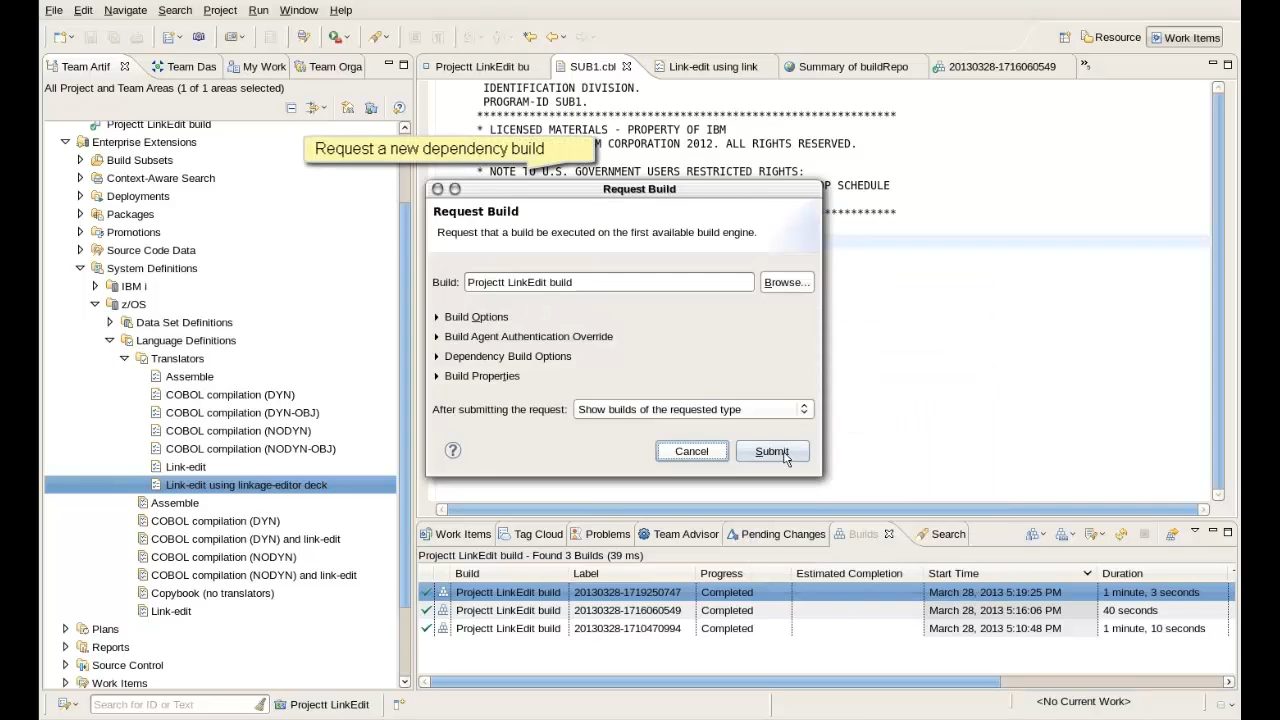 File Edit Navigate Search Project Run Window Help
Resource Work Items
Team Artif Team Das My Work Team Orga
All Project and Team Areas (1 of 1 areas selected)
Projectt LinkEdit build
Enterprise Extensions
Build Subsets
Context-Aware Search
Deployments
Packages
Promotions
Source Code Data
System Definitions
IBM i
z/OS
Data Set Definitions
Language Definitions
Translators
Assemble
COBOL compilation (DYN)
COBOL compilation (DYN-OBJ)
COBOL compilation (NODYN)
COBOL compilation (NODYN-OBJ)
Link-edit
Link-edit using linkage-editor deck
Assemble
COBOL compilation (DYN)
COBOL compilation (DYN) and link-edit
COBOL compilation (NODYN)
COBOL compilation (NODYN) and link-edit
Copybook (no translators)
Link-edit
Plans
Reports
Source Control
Work Items
Projectt LinkEdit bu SUB1.cbl Link-edit using link Summary of buildRepo 20130328-1716060549
IDENTIFICATION DIVISION.
PROGRAM-ID SUB1.
************************************************************
* LICENSED MATERIALS - PROPERTY OF IBM
M CORPORATION 2012. ALL RIGHTS RESERVED.
* NOTE TO U.S. GOVERNMENT USERS RESTRICTED RIGHTS:
P SCHEDULE
**********
Request a new dependency build
Request Build
Request Build
Request that a build be executed on the first available build engine.
Build: Projectt LinkEdit build Browse...
Build Options
Build Agent Authentication Override
Dependency Build Options
Build Properties
After submitting the request: Show builds of the requested type
? Cancel Submit
Work Items Tag Cloud Problems Team Advisor Pending Changes Builds Search
Projectt LinkEdit build - Found 3 Builds (39 ms)
Build Label Progress Estimated Completion Start Time Duration
Projectt LinkEdit build 20130328-1719250747 Completed March 28, 2013 5:19:25 PM 1 minute, 3 seconds
Projectt LinkEdit build 20130328-1716060549 Completed March 28, 2013 5:16:06 PM 40 seconds
Projectt LinkEdit build 20130328-1710470994 Completed March 28, 2013 5:10:48 PM 1 minute, 10 seconds
Search for ID or Text Projectt LinkEdit <No Current Work>